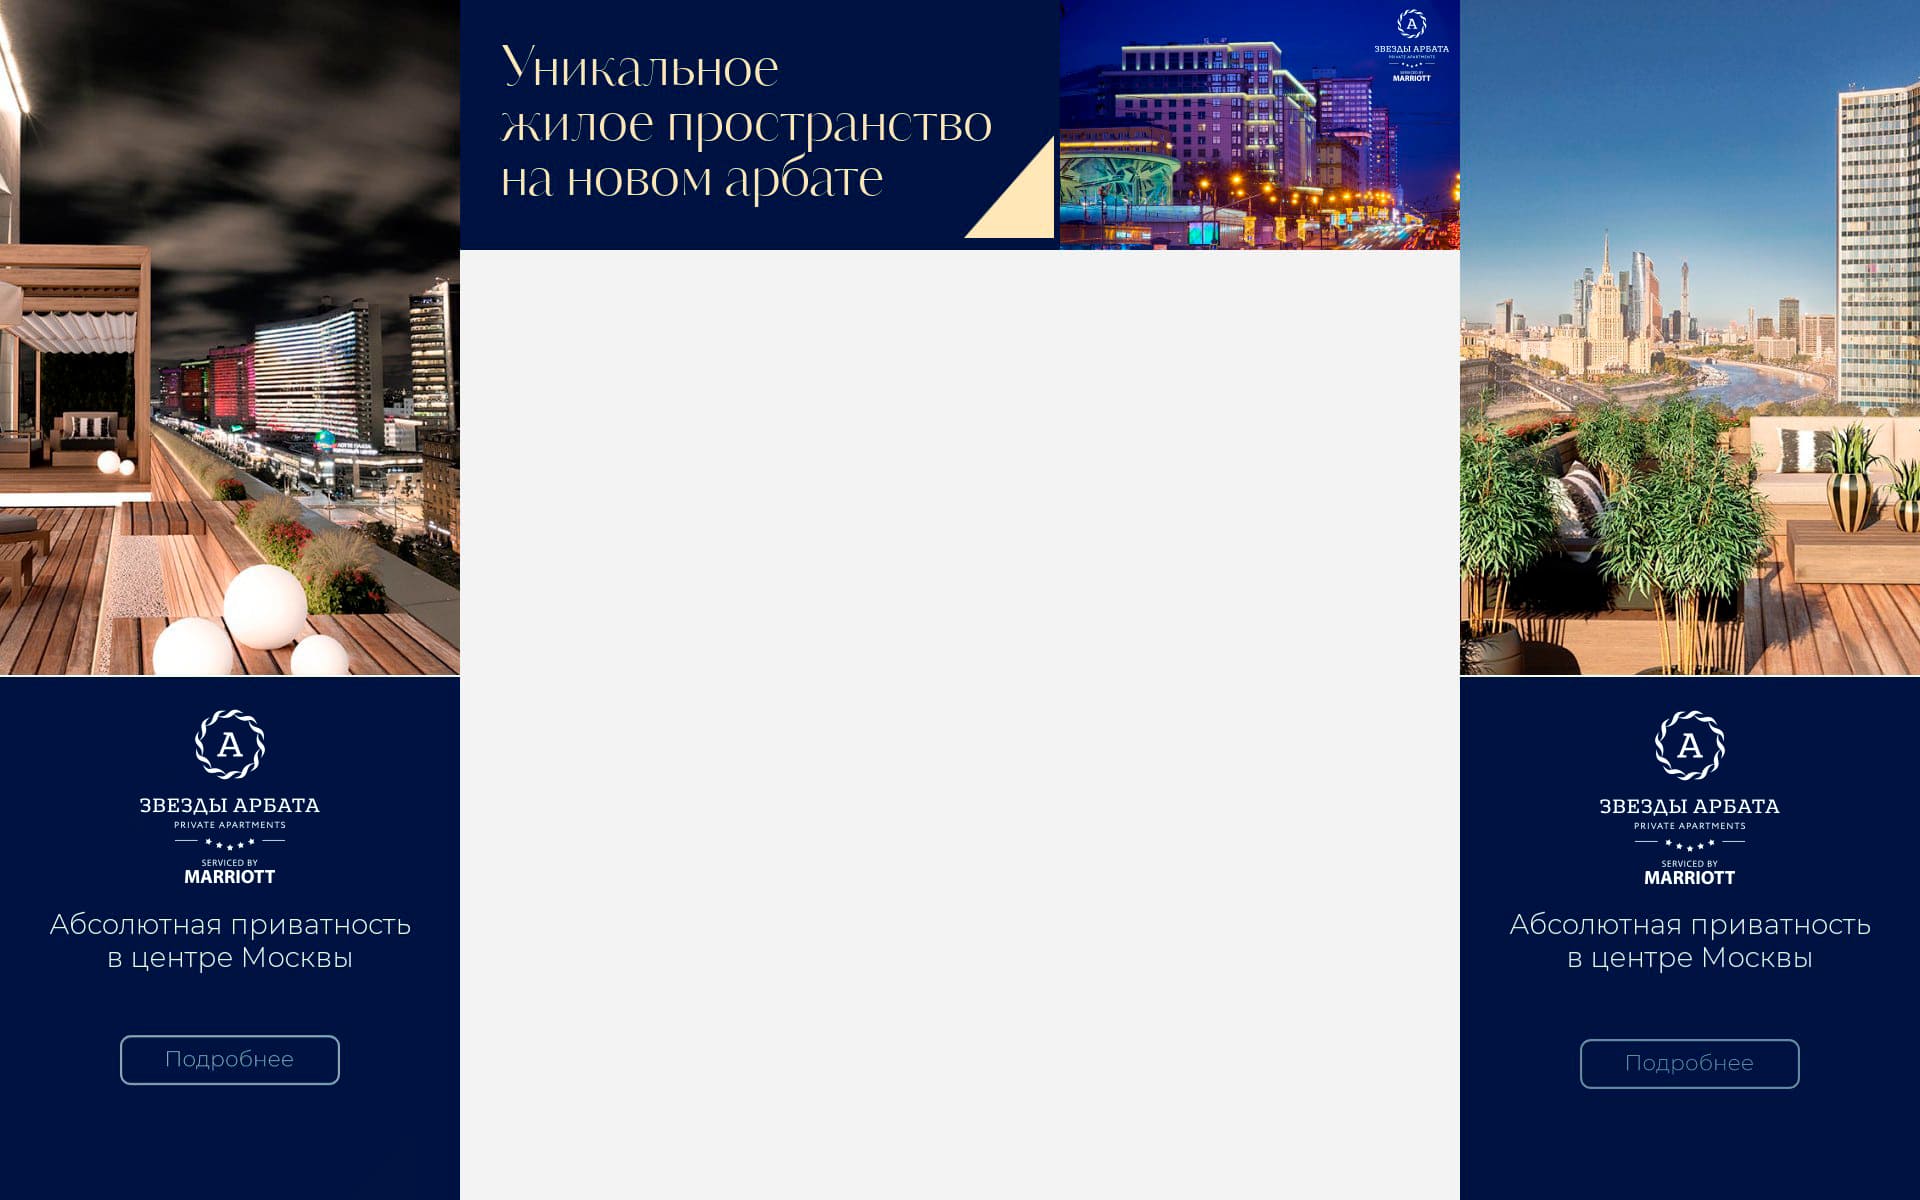 Уникальное
жилое пространство
на новом арбате
A
ЗВЕЗДЫ АРБАТА
PRIVATE APARTMENTS
SERVICED BY
MARRIOTT
A
ЗВЕЗДЫ АРБАТА
PRIVATE APARTMENTS
SERVICED BY
MARRIOTT
Абсолютная приватность
в центре Москвы
Подробнее
A
ЗВЕЗДЫ АРБАТА
PRIVATE APARTMENTS
SERVICED BY
MARRIOTT
Абсолютная приватность
в центре Москвы
Подробнее